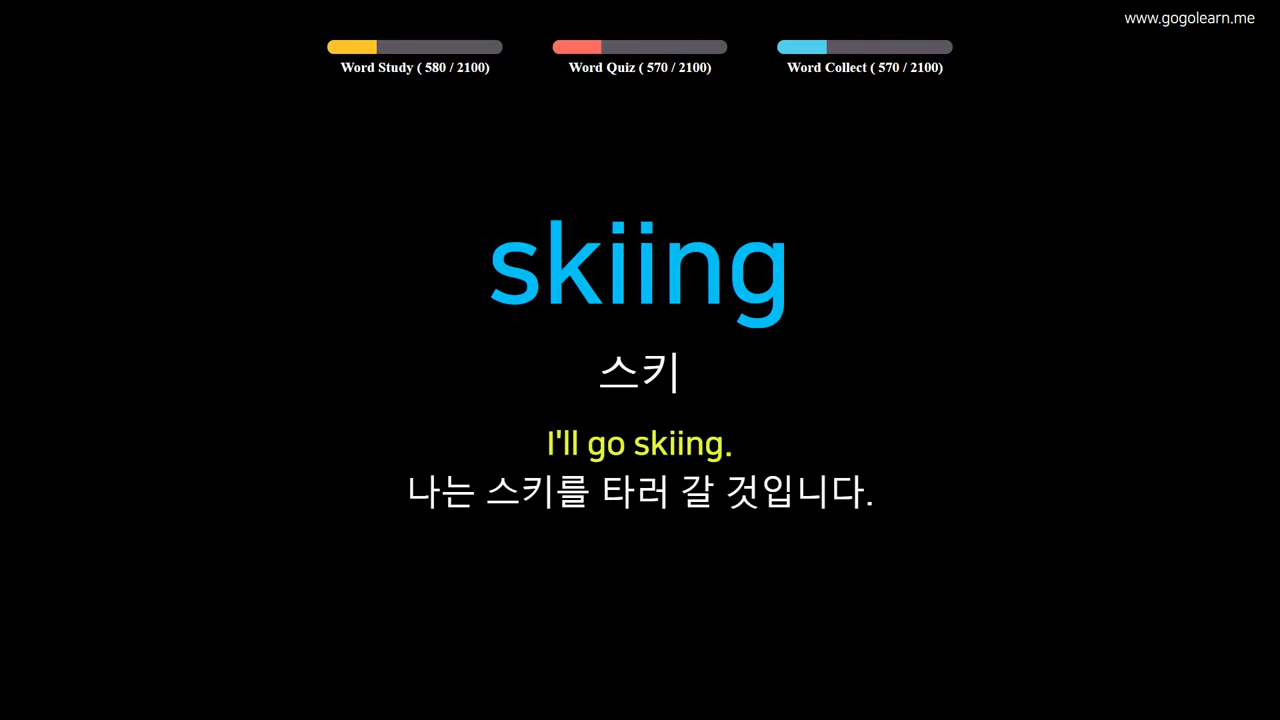 www.gogolearn.me
Word Study ( 580 / 2100)
Word Quiz ( 570 / 2100)
Word Collect ( 570 / 2100)
skiing
스키
I'll go skiing.
나는 스키를 타러 갈 것입니다.